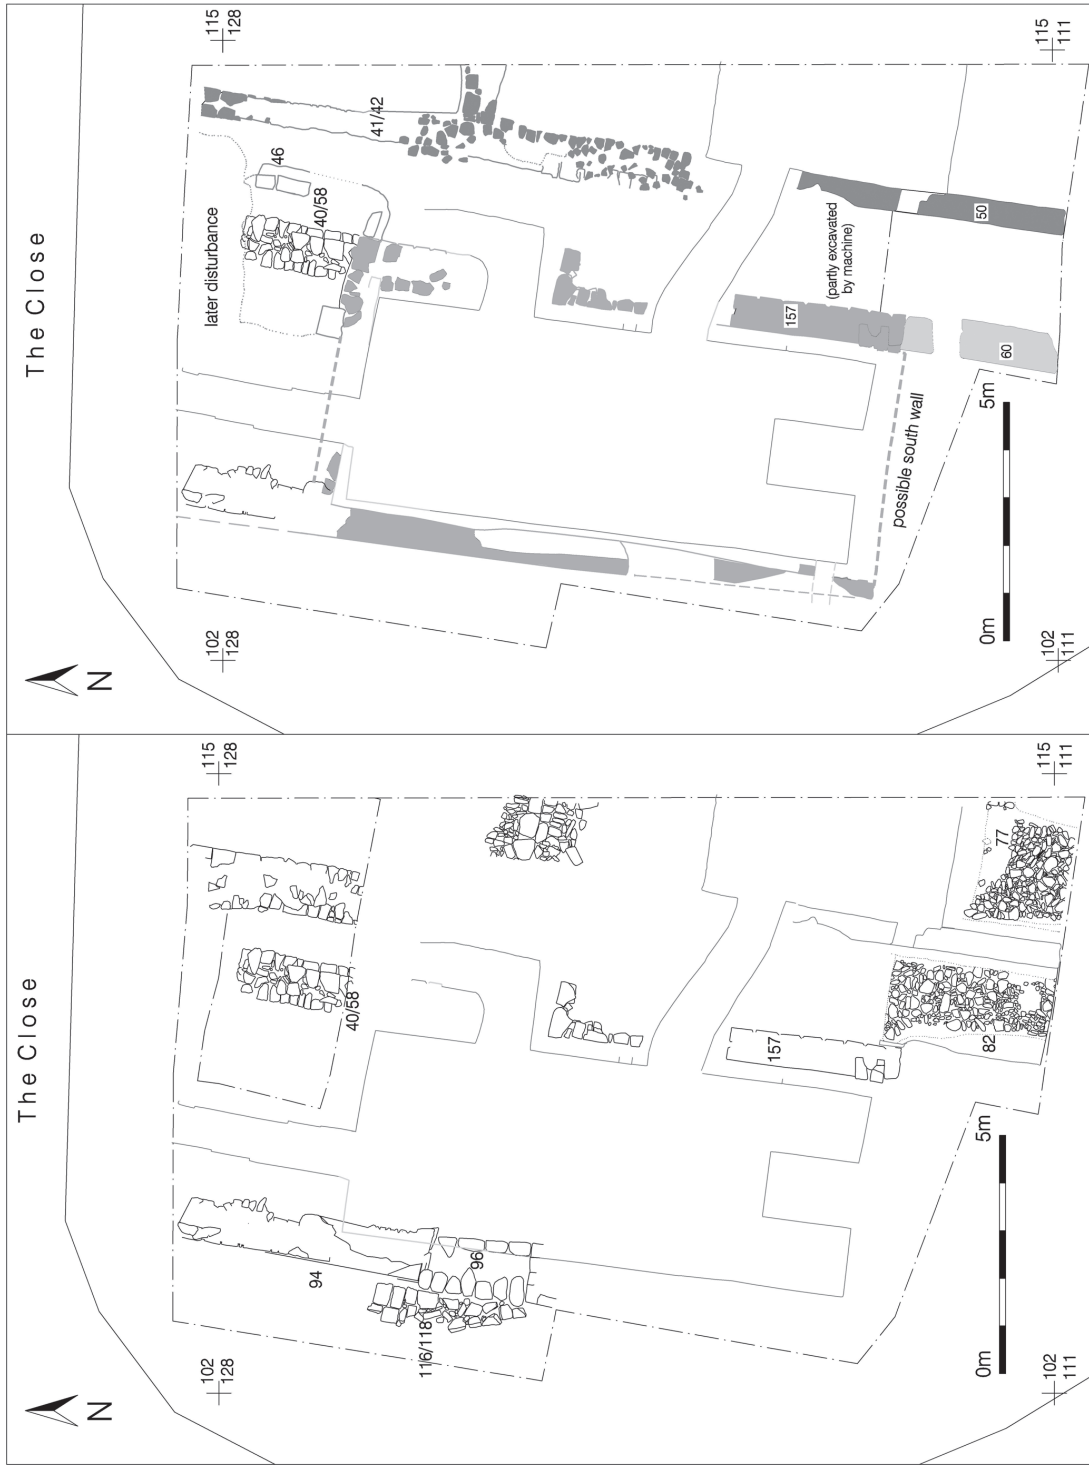 The Close
N
102
128
115
128
94
40/58
116/118
96
157
82
77
0m
5m
102
111
115
111
The Close
N
102
128
115
128
later disturbance
46
40/58
41/42
157
(partly excavated
by machine)
possible south wall
50
60
0m
5m
102
111
115
111